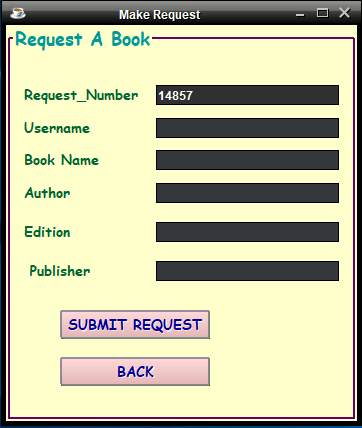 Make Request
Request A Book
Request_Number 14857
Username
Book Name
Author
Edition
Publisher
SUBMIT REQUEST
BACK